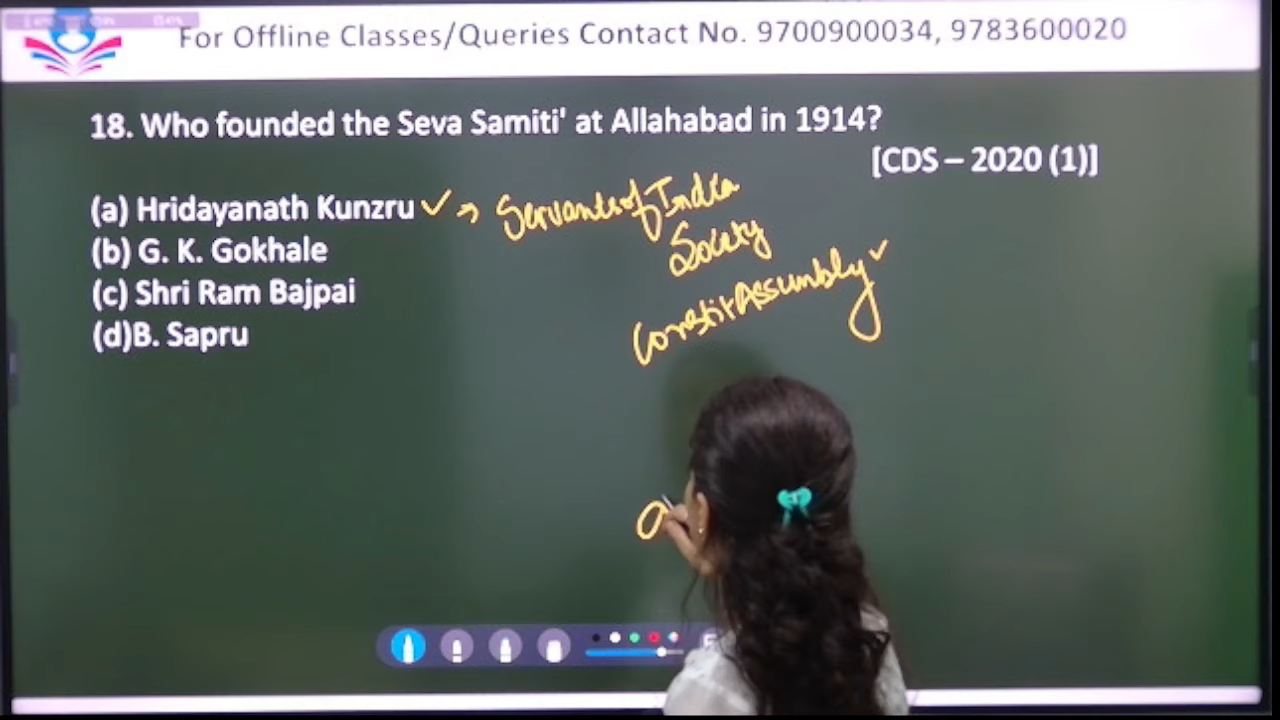 For Offline Classes/Queries Contact No. 9700900034, 9783600020
18. Who founded the Seva Samiti' at Allahabad in 1914?
[CDS – 2020 (1)]
(a) Hridayanath Kunzru ✓ → Servants of India
Society
(b) G. K. Gokhale
Constit Assumbly ✓
(c) Shri Ram Bajpai
(d)B. Sapru